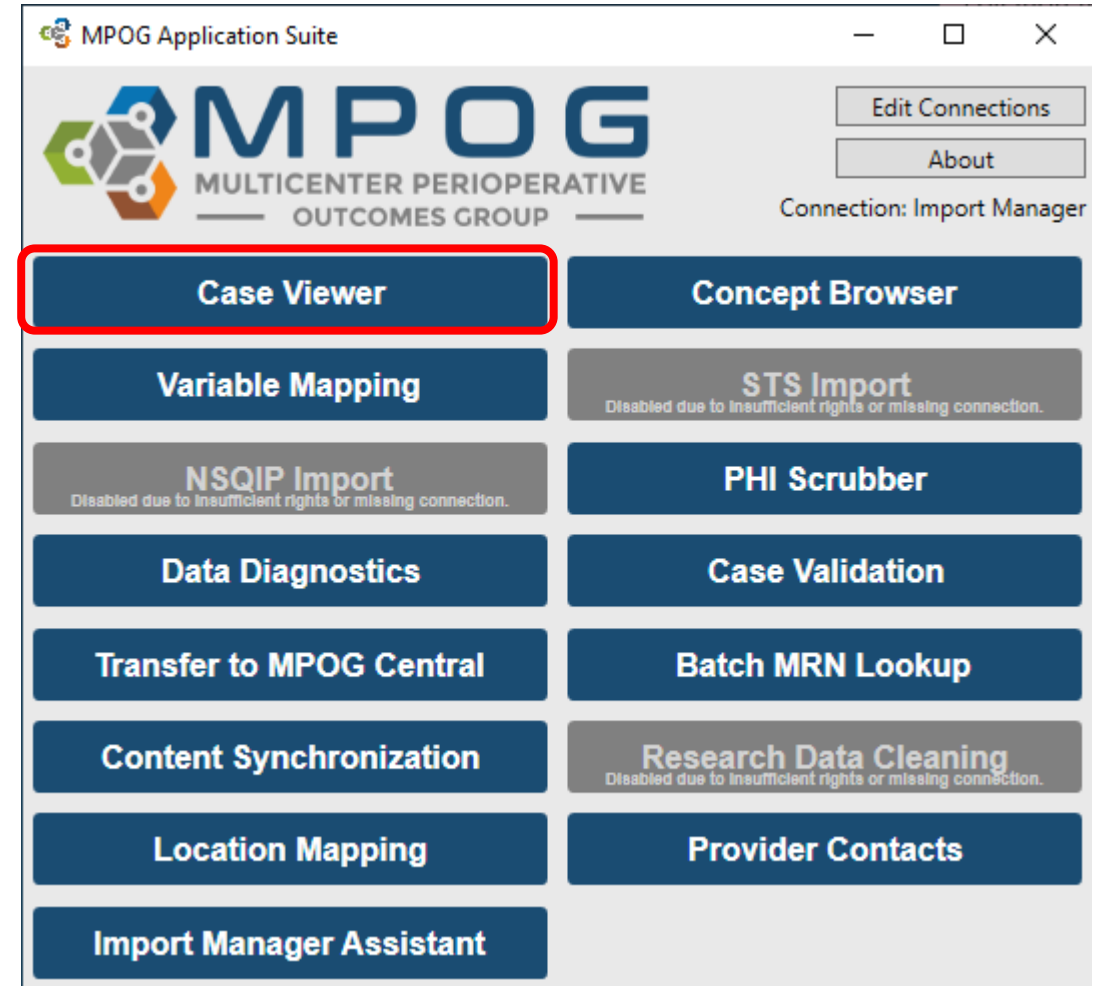 MPOG Application Suite
MPOG
MULTICENTER PERIOPERATIVE
OUTCOMES GROUP
Edit Connections
About
Connection: Import Manager
Case Viewer
Concept Browser
Variable Mapping
STS Import
Disabled due to insufficient rights or missing connection.
NSQIP Import
Disabled due to insufficient rights or missing connection.
PHI Scrubber
Data Diagnostics
Case Validation
Transfer to MPOG Central
Batch MRN Lookup
Content Synchronization
Research Data Cleaning
Disabled due to insufficient rights or missing connection.
Location Mapping
Provider Contacts
Import Manager Assistant